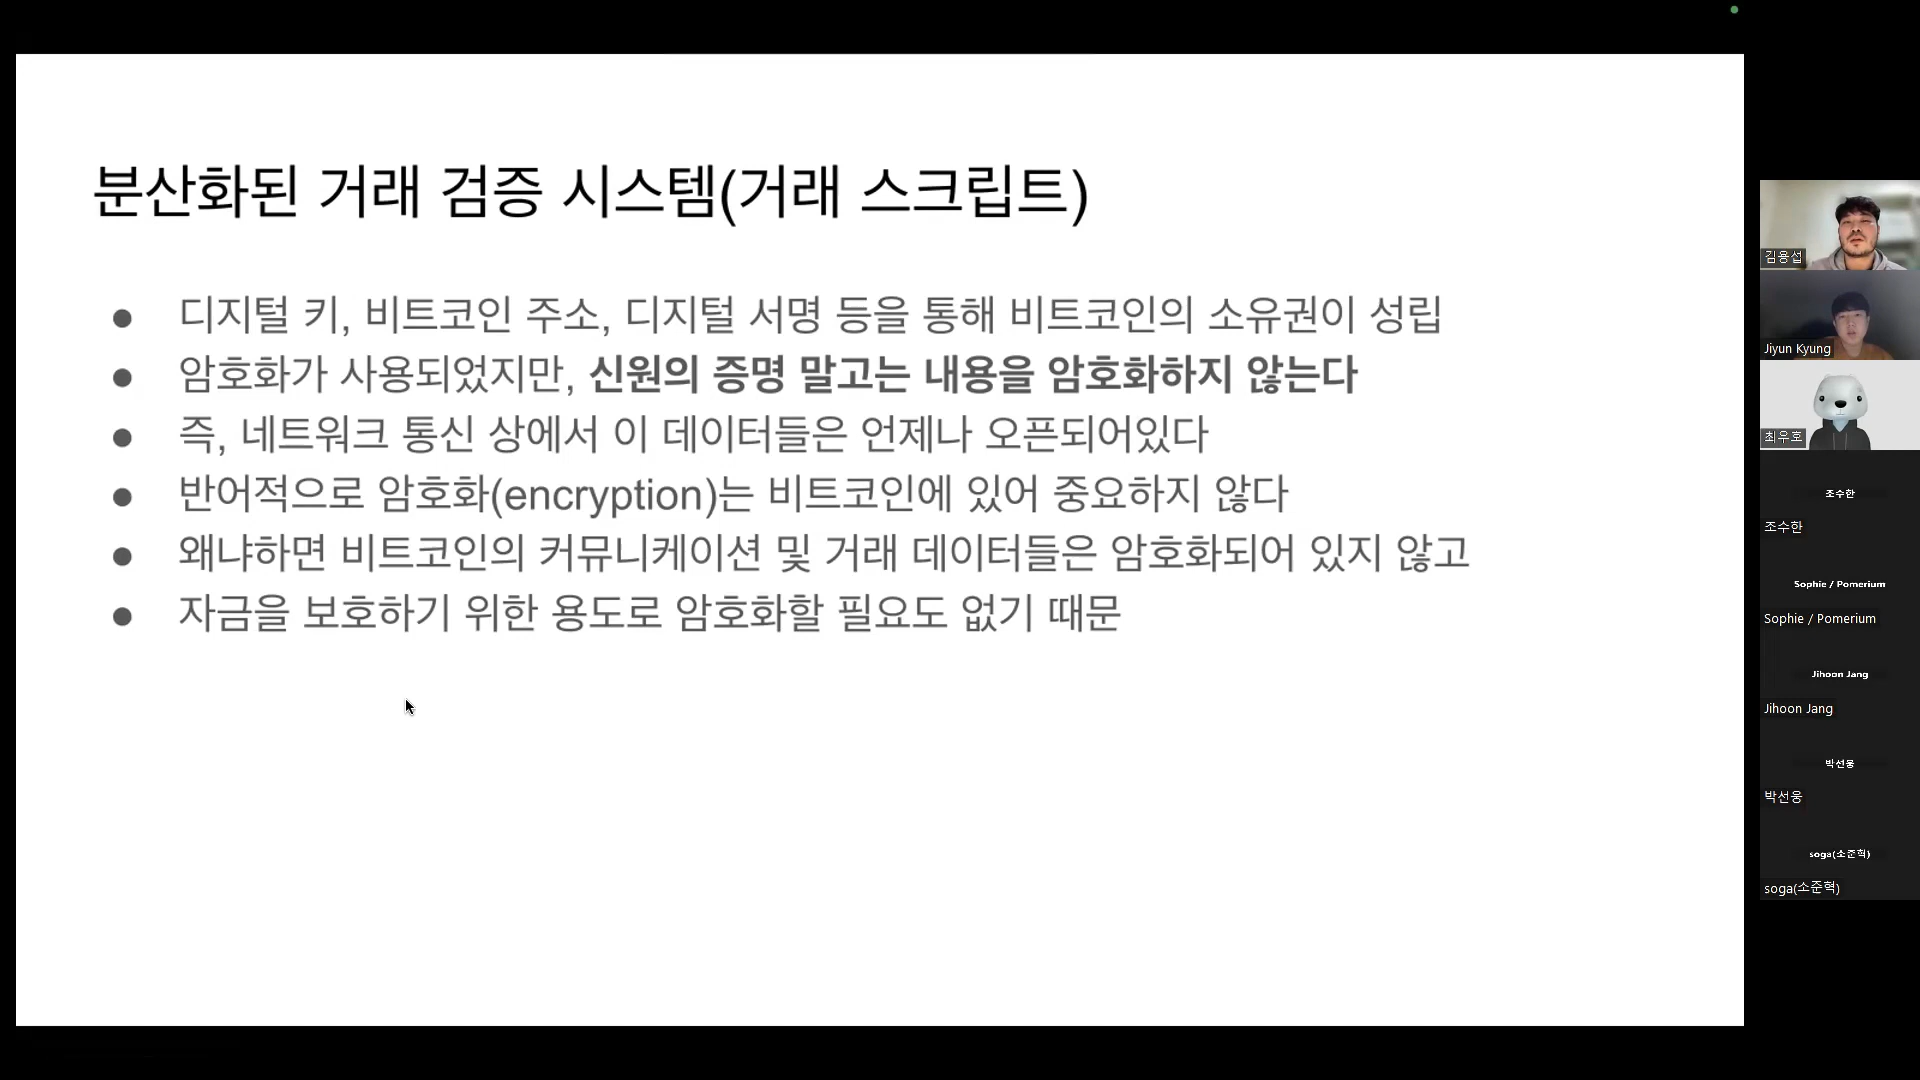 분산화된 거래 검증 시스템(거래 스크립트)
● 디지털 키, 비트코인 주소, 디지털 서명 등을 통해 비트코인의 소유권이 성립
● 암호화가 사용되었지만, 신원의 증명 말고는 내용을 암호화하지 않는다
● 즉, 네트워크 통신 상에서 이 데이터들은 언제나 오픈되어있다
● 반어적으로 암호화(encryption)는 비트코인에 있어 중요하지 않다
● 왜냐하면 비트코인의 커뮤니케이션 및 거래 데이터들은 암호화되어 있지 않고
● 자금을 보호하기 위한 용도로 암호화할 필요도 없기 때문
김용섭
Jiyun Kyung
최우호
조수한
조수한
Sophie / Pomerium
Sophie / Pomerium
Jihoon Jang
Jihoon Jang
박선웅
박선웅
soga(소준혁)
soga(소준혁)